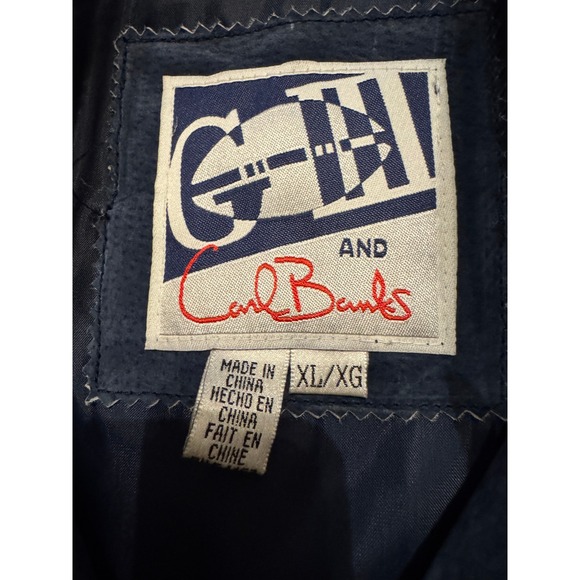 G-III
AND
Carl Banks
XL/XG
MADE IN
CHINA
HECHO EN
CHINA
FAIT EN
CHINE